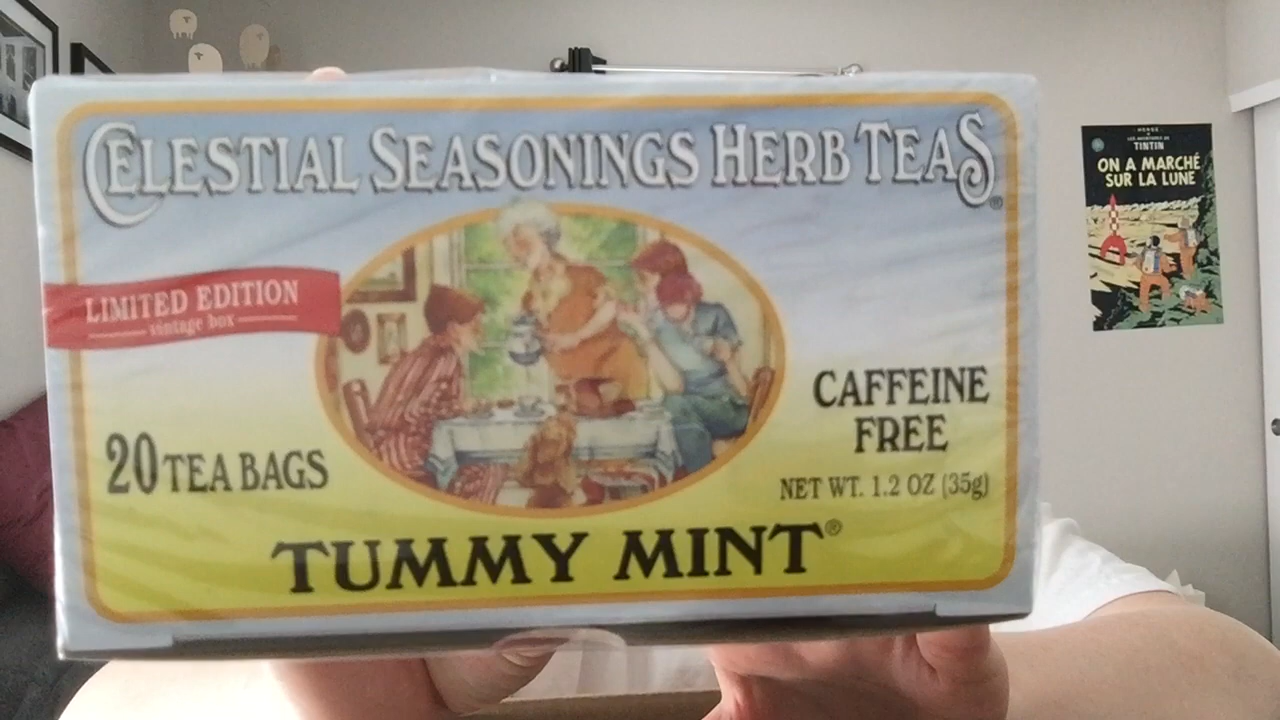 CELESTIAL SEASONINGS HERB TEAS®
LIMITED EDITION
vintage box
20 TEA BAGS
CAFFEINE
FREE
NET WT. 1.2 OZ (35g)
TUMMY MINT®
HERGÉ
LES AVENTURES DE
TINTIN
ON A MARCHÉ
SUR LA LUNE